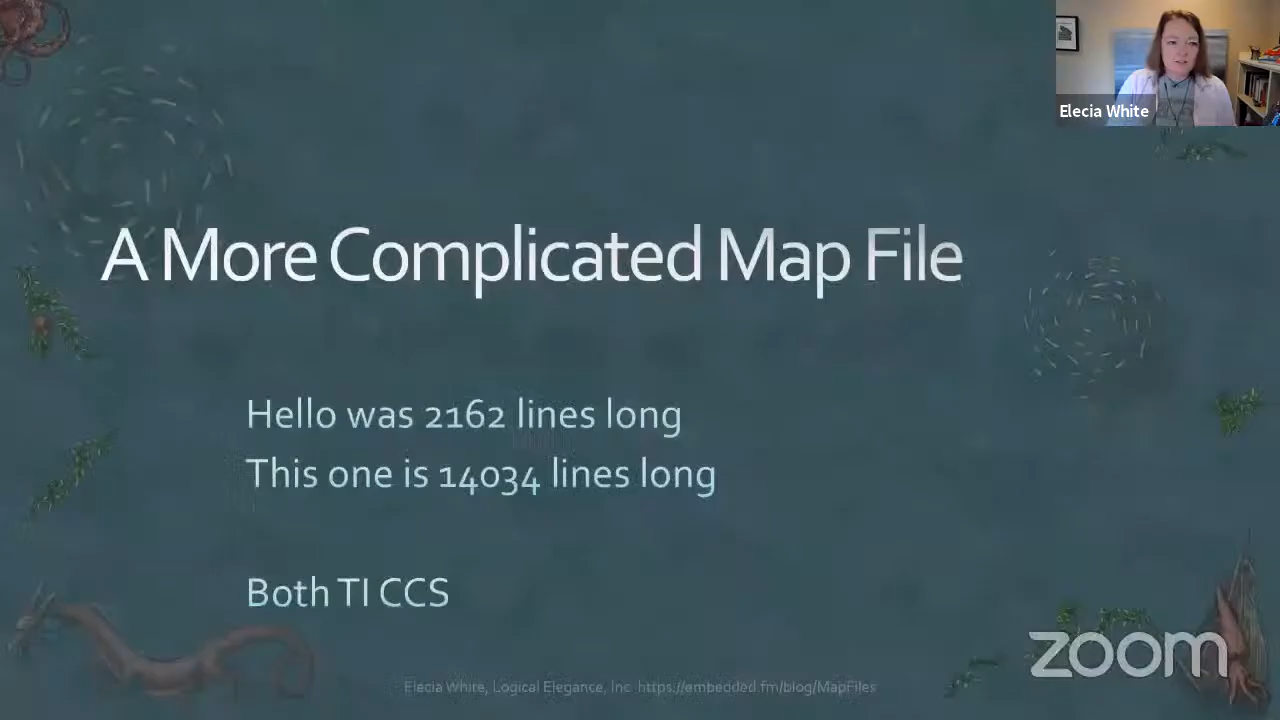 Elecia White
A More Complicated Map File
Hello was 2162 lines long
This one is 14034 lines long
Both TI CCS
zoom
Elecia White, Logical Elegance, Inc. https://embedded.fm/blog/MapFiles